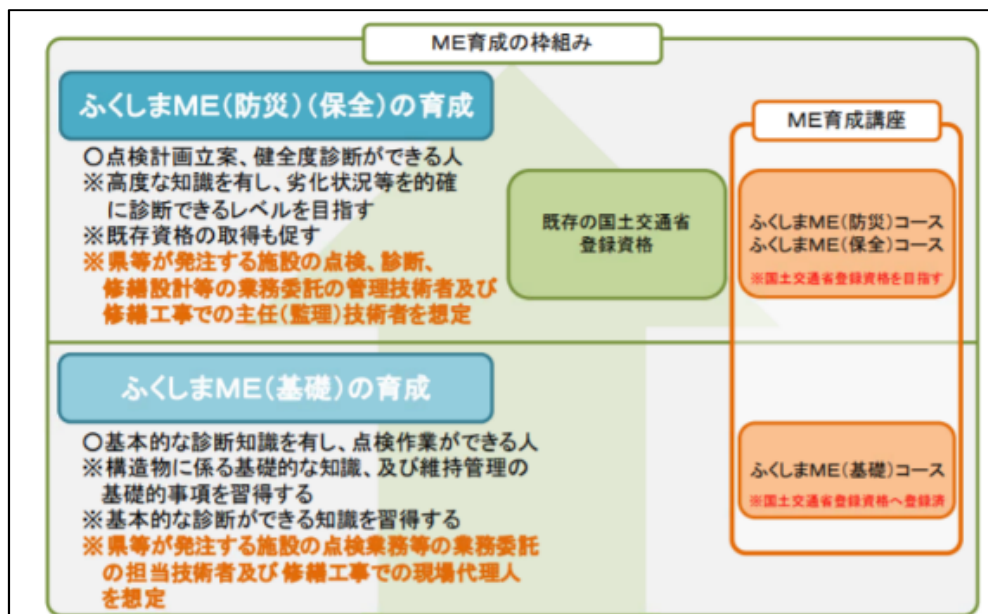 ME育成の枠組み
ふくしまME(防災)(保全)の育成
○点検計画立案、健全度診断ができる人
※高度な知識を有し、劣化状況等を的確
に診断できるレベルを目指す
※既存資格の取得も促す
※県等が発注する施設の点検、診断、
修繕設計等の業務委託の管理技術者及び
修繕工事での主任(監理)技術者を想定
既存の国土交通省
登録資格
ME育成講座
ふくしまME(防災)コース
ふくしまME(保全)コース
※国土交通省登録資格を目指す
ふくしまME(基礎)の育成
○基本的な診断知識を有し、点検作業ができる人
※構造物に係る基礎的な知識、及び維持管理の
基礎的事項を習得する
※基本的な診断ができる知識を習得する
※県等が発注する施設の点検業務等の業務委託
の担当技術者及び修繕工事での現場代理人
を想定
ふくしまME(基礎)コース
※国土交通省登録資格へ登録済